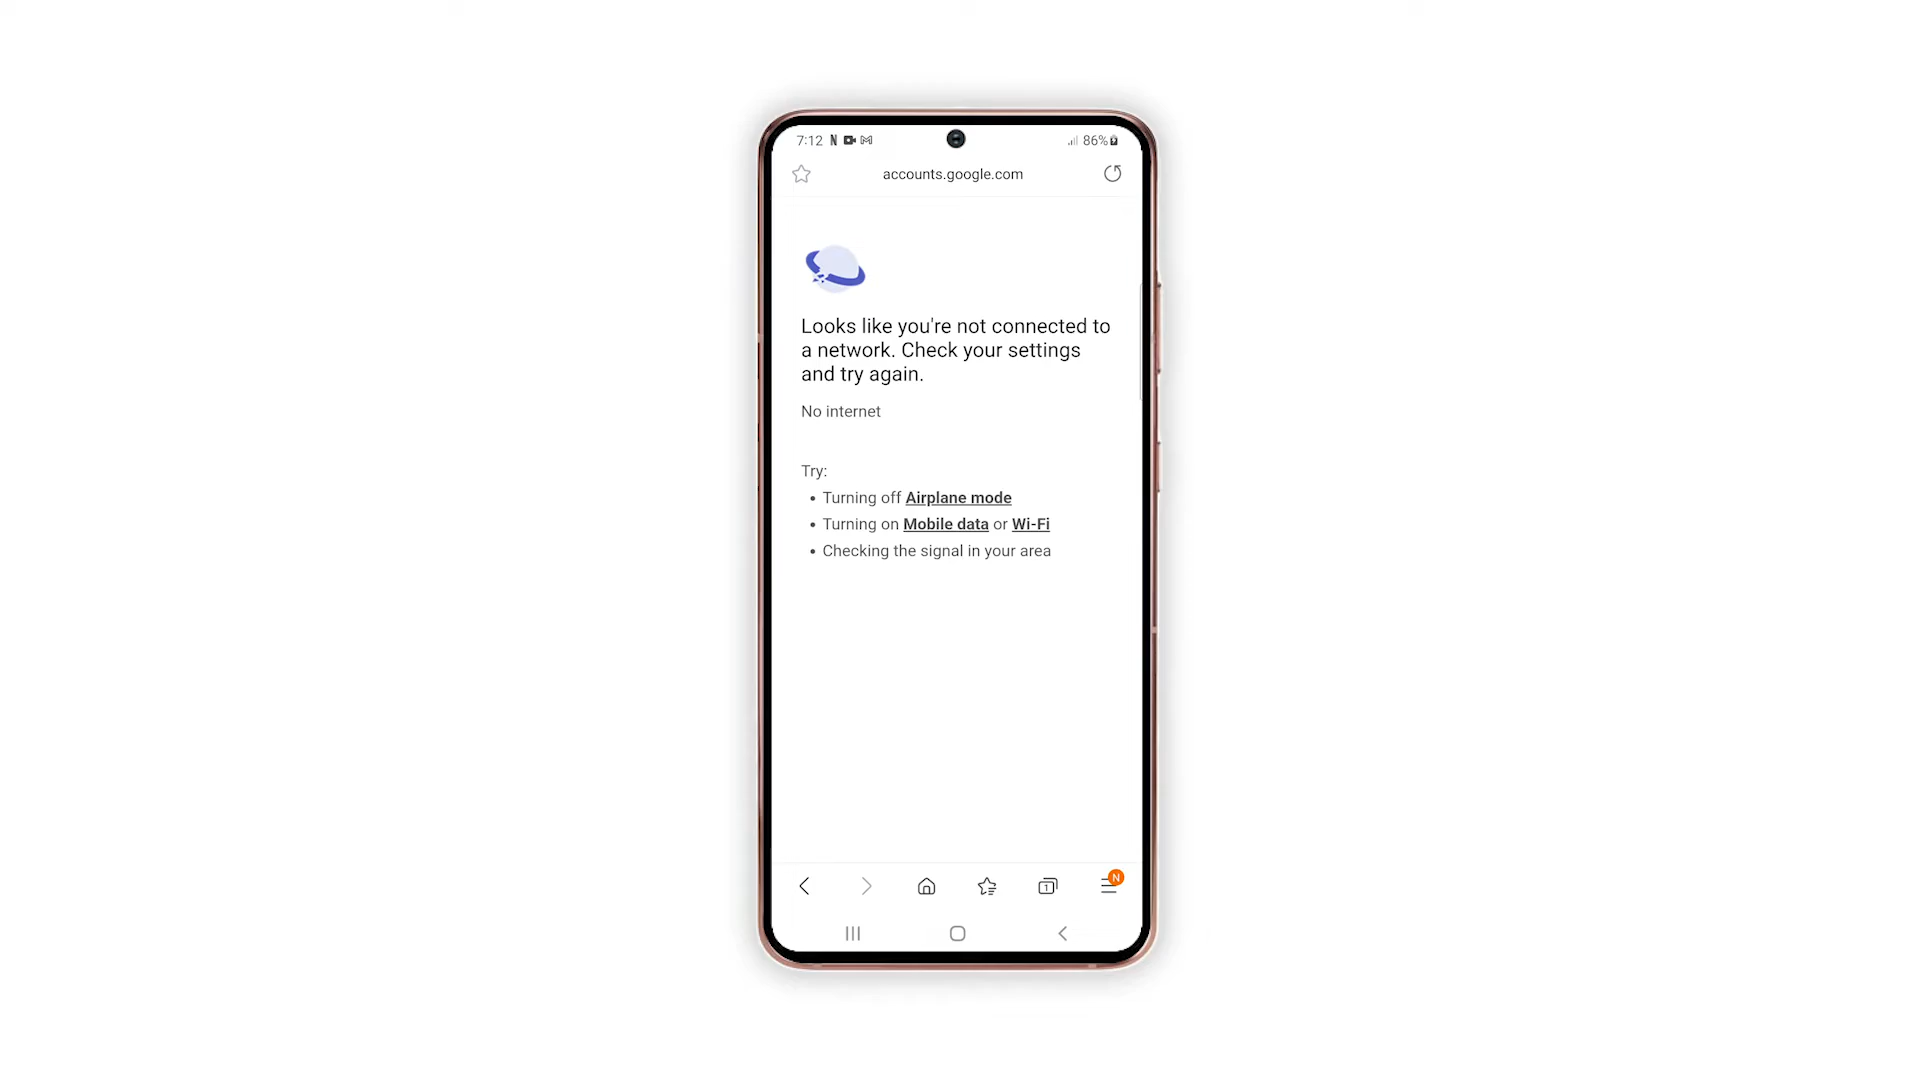 7:12 N 86%
accounts.google.com
Looks like you're not connected to
a network. Check your settings
and try again.
No internet
Try:
• Turning off Airplane mode
• Turning on Mobile data or Wi-Fi
• Checking the signal in your area
1 N